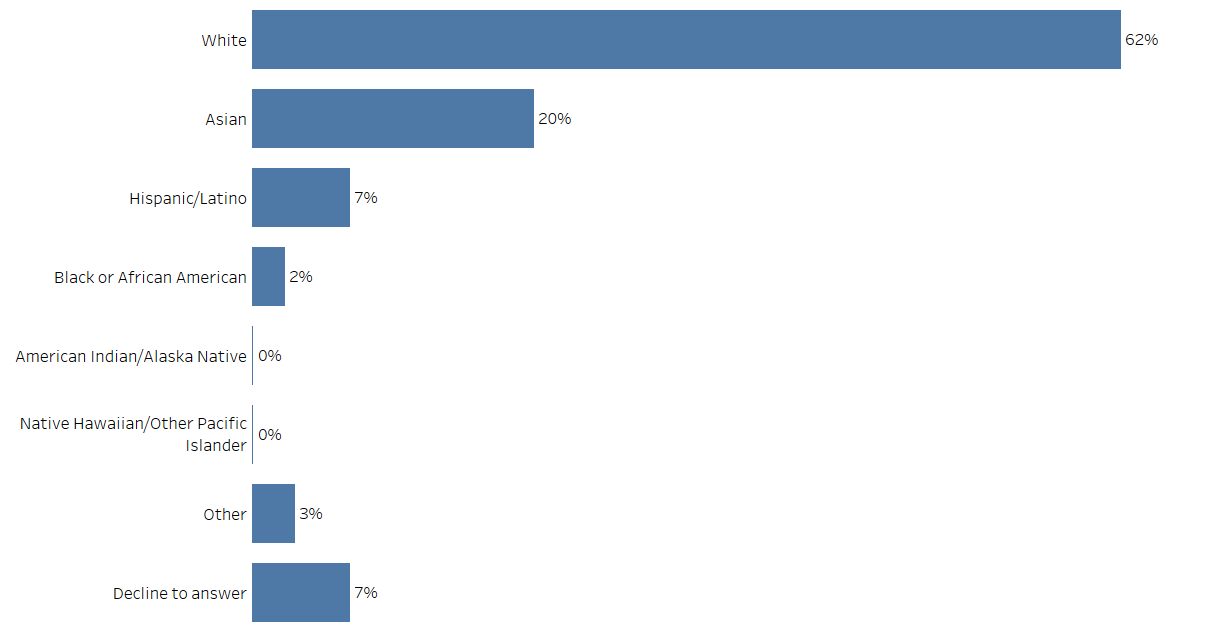 White 62%
Asian 20%
Hispanic/Latino 7%
Black or African American 2%
American Indian/Alaska Native 0%
Native Hawaiian/Other Pacific
Islander 0%
Other 3%
Decline to answer 7%